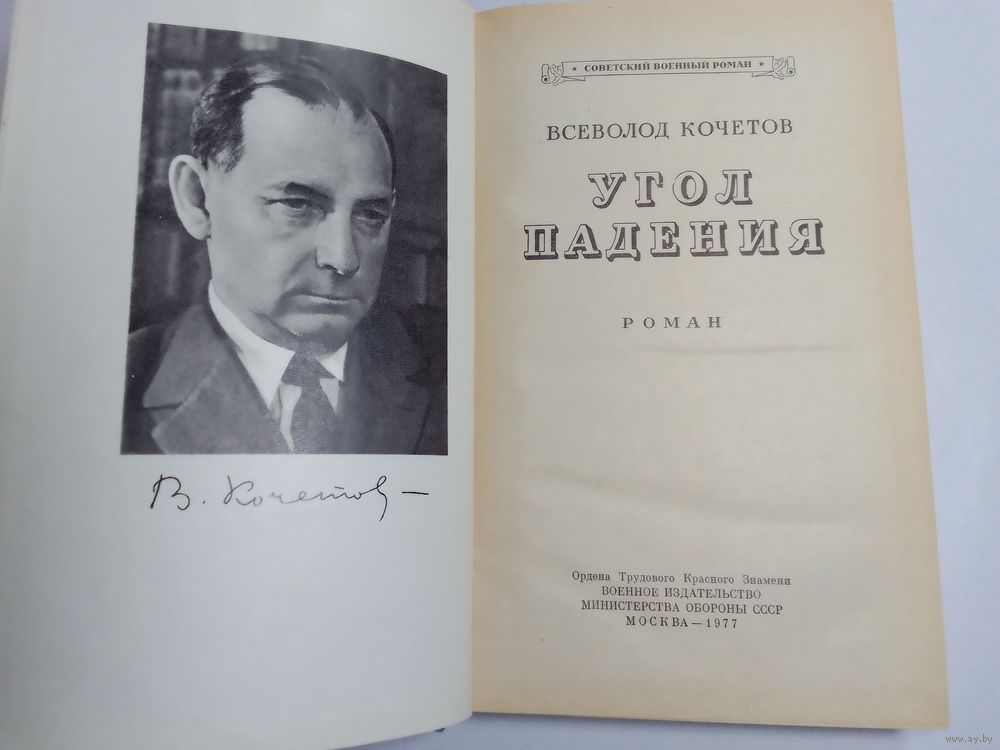 В. Кочетов
★ СОВЕТСКИЙ ВОЕННЫЙ РОМАН ★
ВСЕВОЛОД КОЧЕТОВ
УГОЛ
ПАДЕНИЯ
РОМАН
Ордена Трудового Красного Знамени
ВОЕННОЕ ИЗДАТЕЛЬСТВО
МИНИСТЕРСТВА ОБОРОНЫ СССР
МОСКВА — 1977
www.ay.by